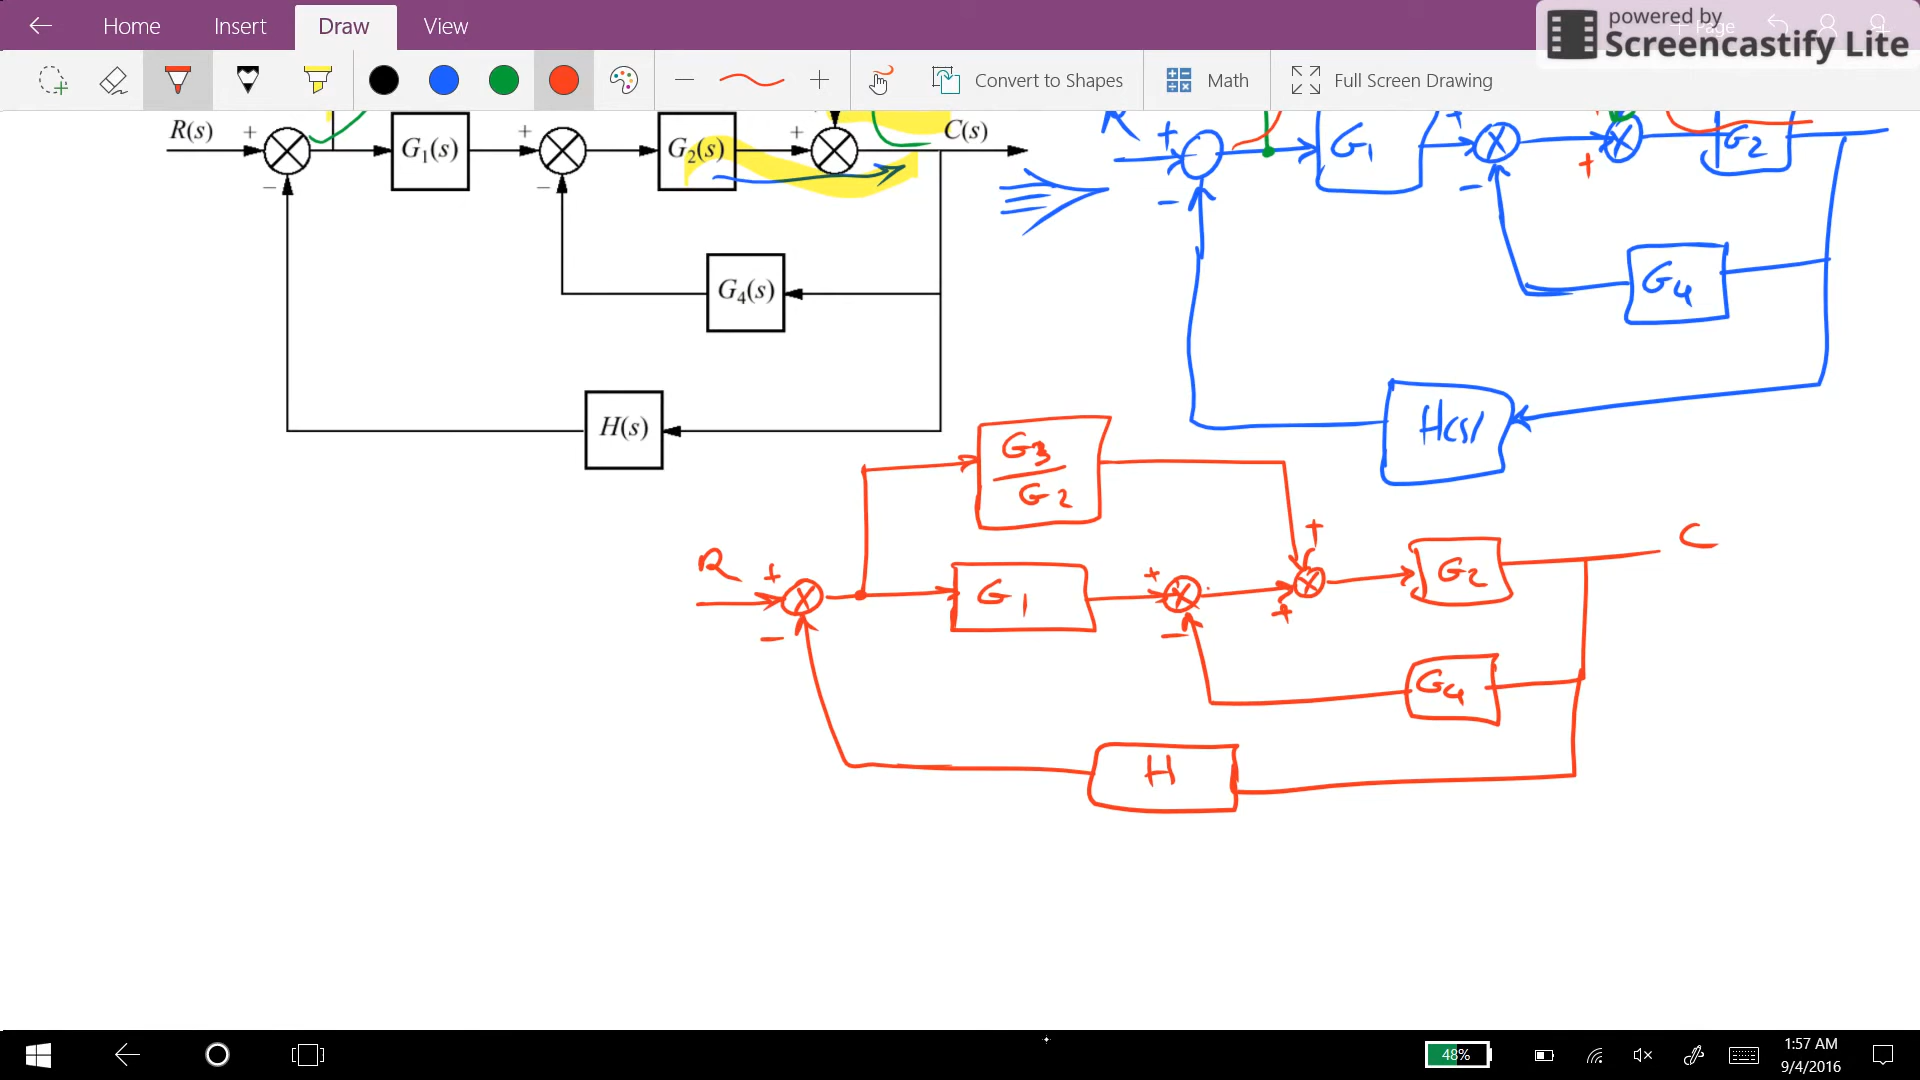 Home Insert Draw View
Page
powered by
Screencastify Lite
Convert to Shapes Math Full Screen Drawing
R(s) + G1(s) + G2(s) + C(s)
− −
G4(s)
H(s)
R + G1 + G2
− − +
G4
H(s)
G3
G2
R + G1 + + G2 C
− − +
G4
H
48%
1:57 AM
9/4/2016